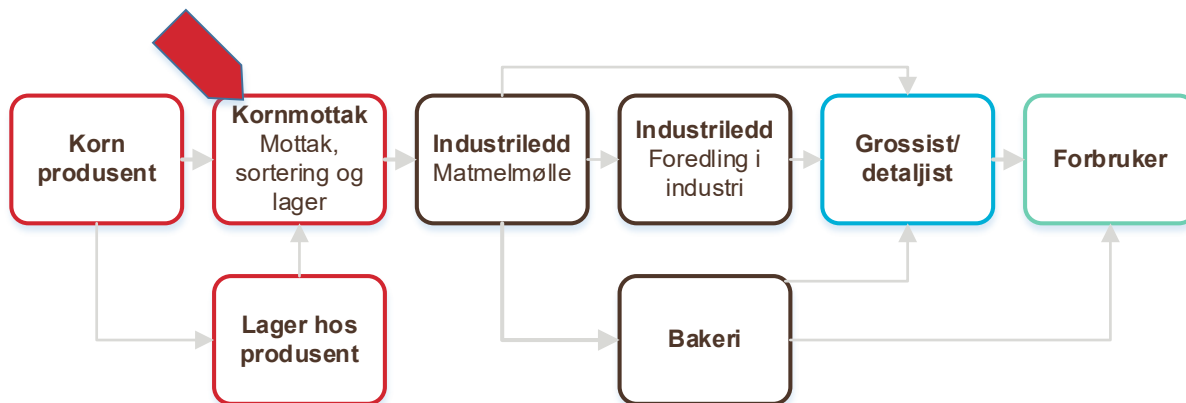 Korn
produsent
Kornmottak
Mottak,
sortering og
lager
Industriledd
Matmelmølle
Industriledd
Foredling i
industri
Grossist/
detaljist
Forbruker
Lager hos
produsent
Bakeri